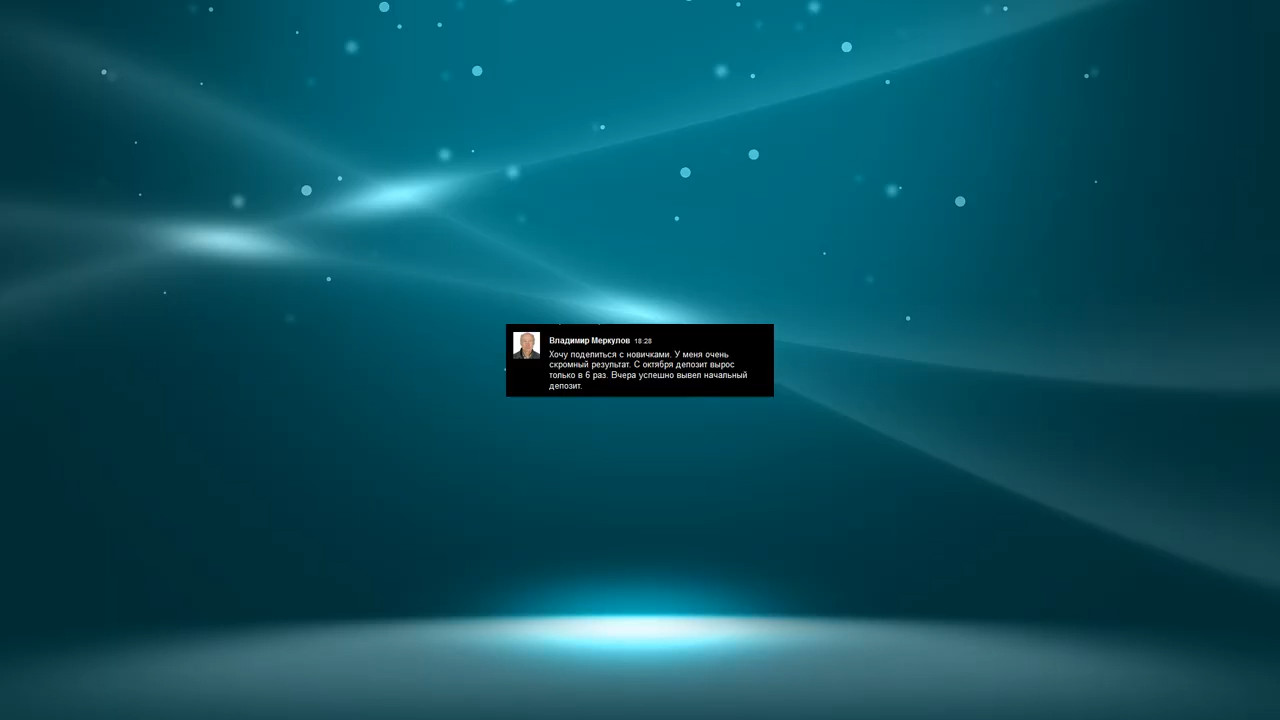 Владимир Меркулов 18:28
Хочу поделиться с новичками. У меня очень
скромный результат. С октября депозит вырос
только в 6 раз. Вчера успешно вывел начальный
депозит.